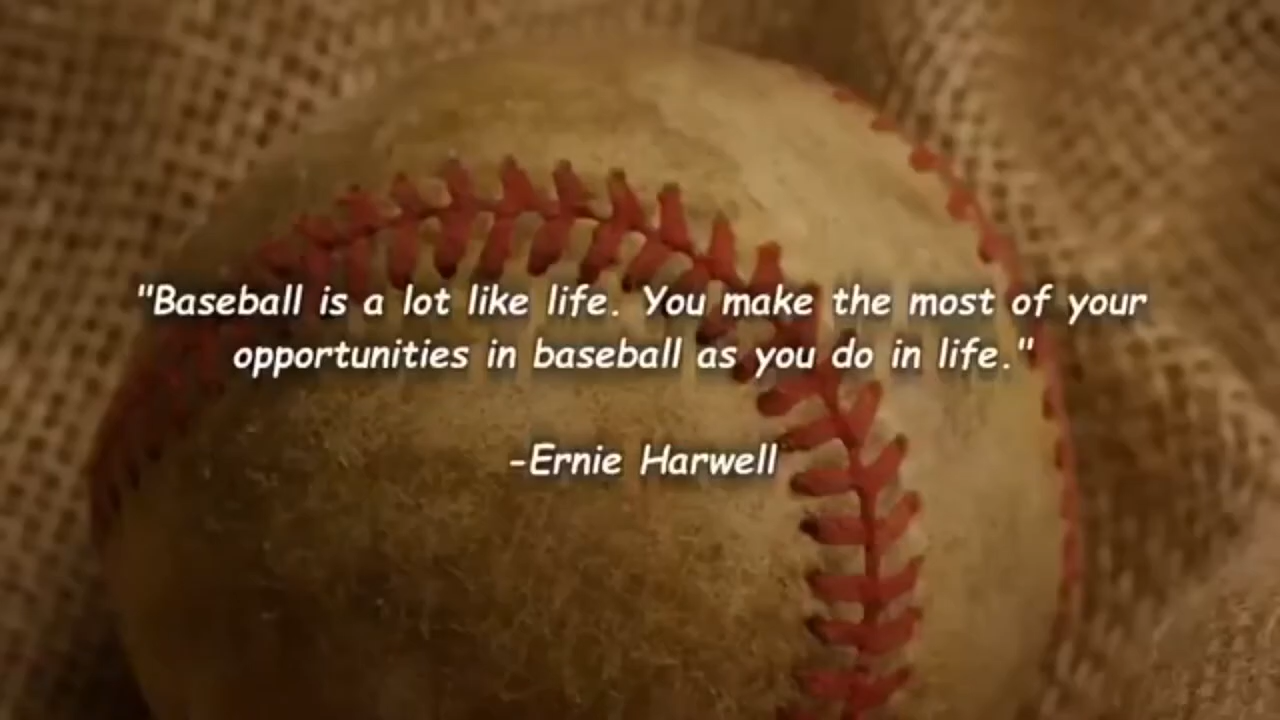 "Baseball is a lot like life. You make the most of your
opportunities in baseball as you do in life."
-Ernie Harwell